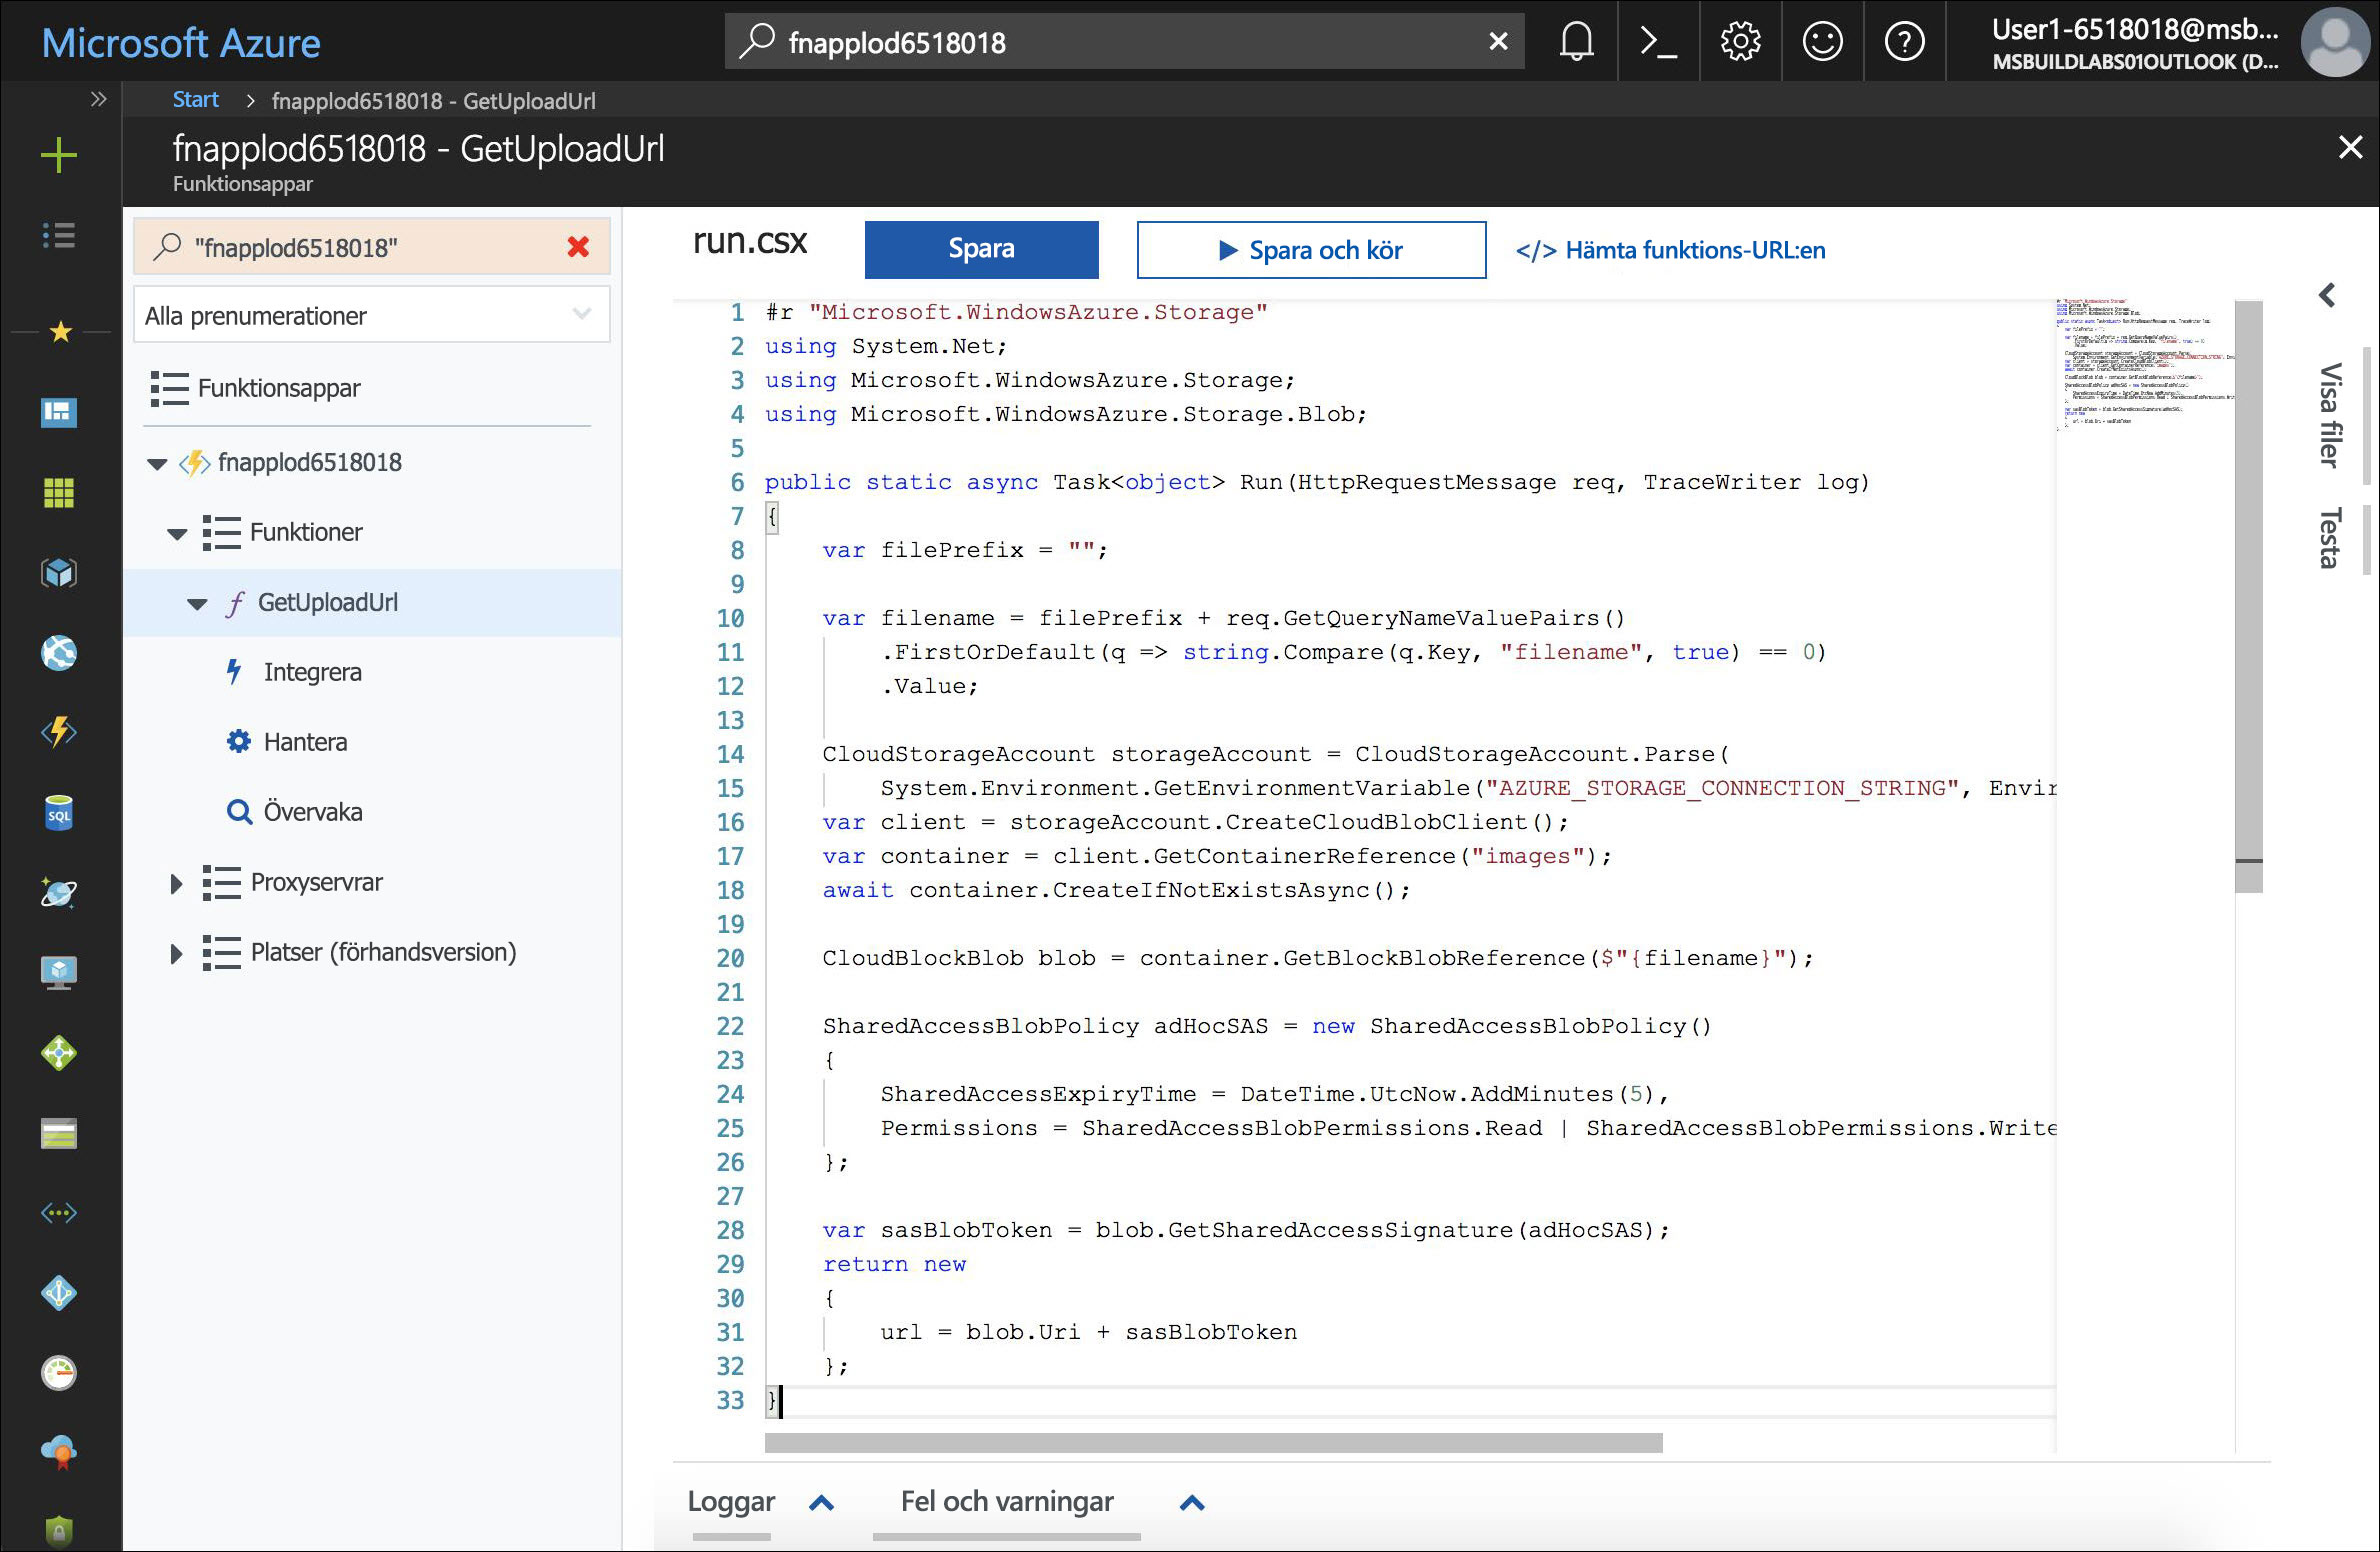 Microsoft Azure
fnapplod6518018
User1-6518018@msb...
MSBUILDLABS01OUTLOOK (D...
Start > fnapplod6518018 - GetUploadUrl
fnapplod6518018 - GetUploadUrl
Funktionsappar
"fnapplod6518018"
Alla prenumerationer
Funktionsappar
fnapplod6518018
Funktioner
GetUploadUrl
Integrera
Hantera
Övervaka
Proxyservrar
Platser (förhandsversion)
SQL
run.csx
Spara
Spara och kör
</> Hämta funktions-URL:en
1 #r "Microsoft.WindowsAzure.Storage"
2 using System.Net;
3 using Microsoft.WindowsAzure.Storage;
4 using Microsoft.WindowsAzure.Storage.Blob;
5
6 public static async Task<object> Run(HttpRequestMessage req, TraceWriter log)
7 {
8 var filePrefix = "";
9
10 var filename = filePrefix + req.GetQueryNameValuePairs()
11 .FirstOrDefault(q => string.Compare(q.Key, "filename", true) == 0)
12 .Value;
13
14 CloudStorageAccount storageAccount = CloudStorageAccount.Parse(
15 System.Environment.GetEnvironmentVariable("AZURE_STORAGE_CONNECTION_STRING", Envir
16 var client = storageAccount.CreateCloudBlobClient();
17 var container = client.GetContainerReference("images");
18 await container.CreateIfNotExistsAsync();
19
20 CloudBlockBlob blob = container.GetBlockBlobReference($"{filename}");
21
22 SharedAccessBlobPolicy adHocSAS = new SharedAccessBlobPolicy()
23 {
24 SharedAccessExpiryTime = DateTime.UtcNow.AddMinutes(5),
25 Permissions = SharedAccessBlobPermissions.Read | SharedAccessBlobPermissions.Write
26 };
27
28 var sasBlobToken = blob.GetSharedAccessSignature(adHocSAS);
29 return new
30 {
31 url = blob.Uri + sasBlobToken
32 };
33 }
Visa filer
Testa
Loggar
Fel och varningar